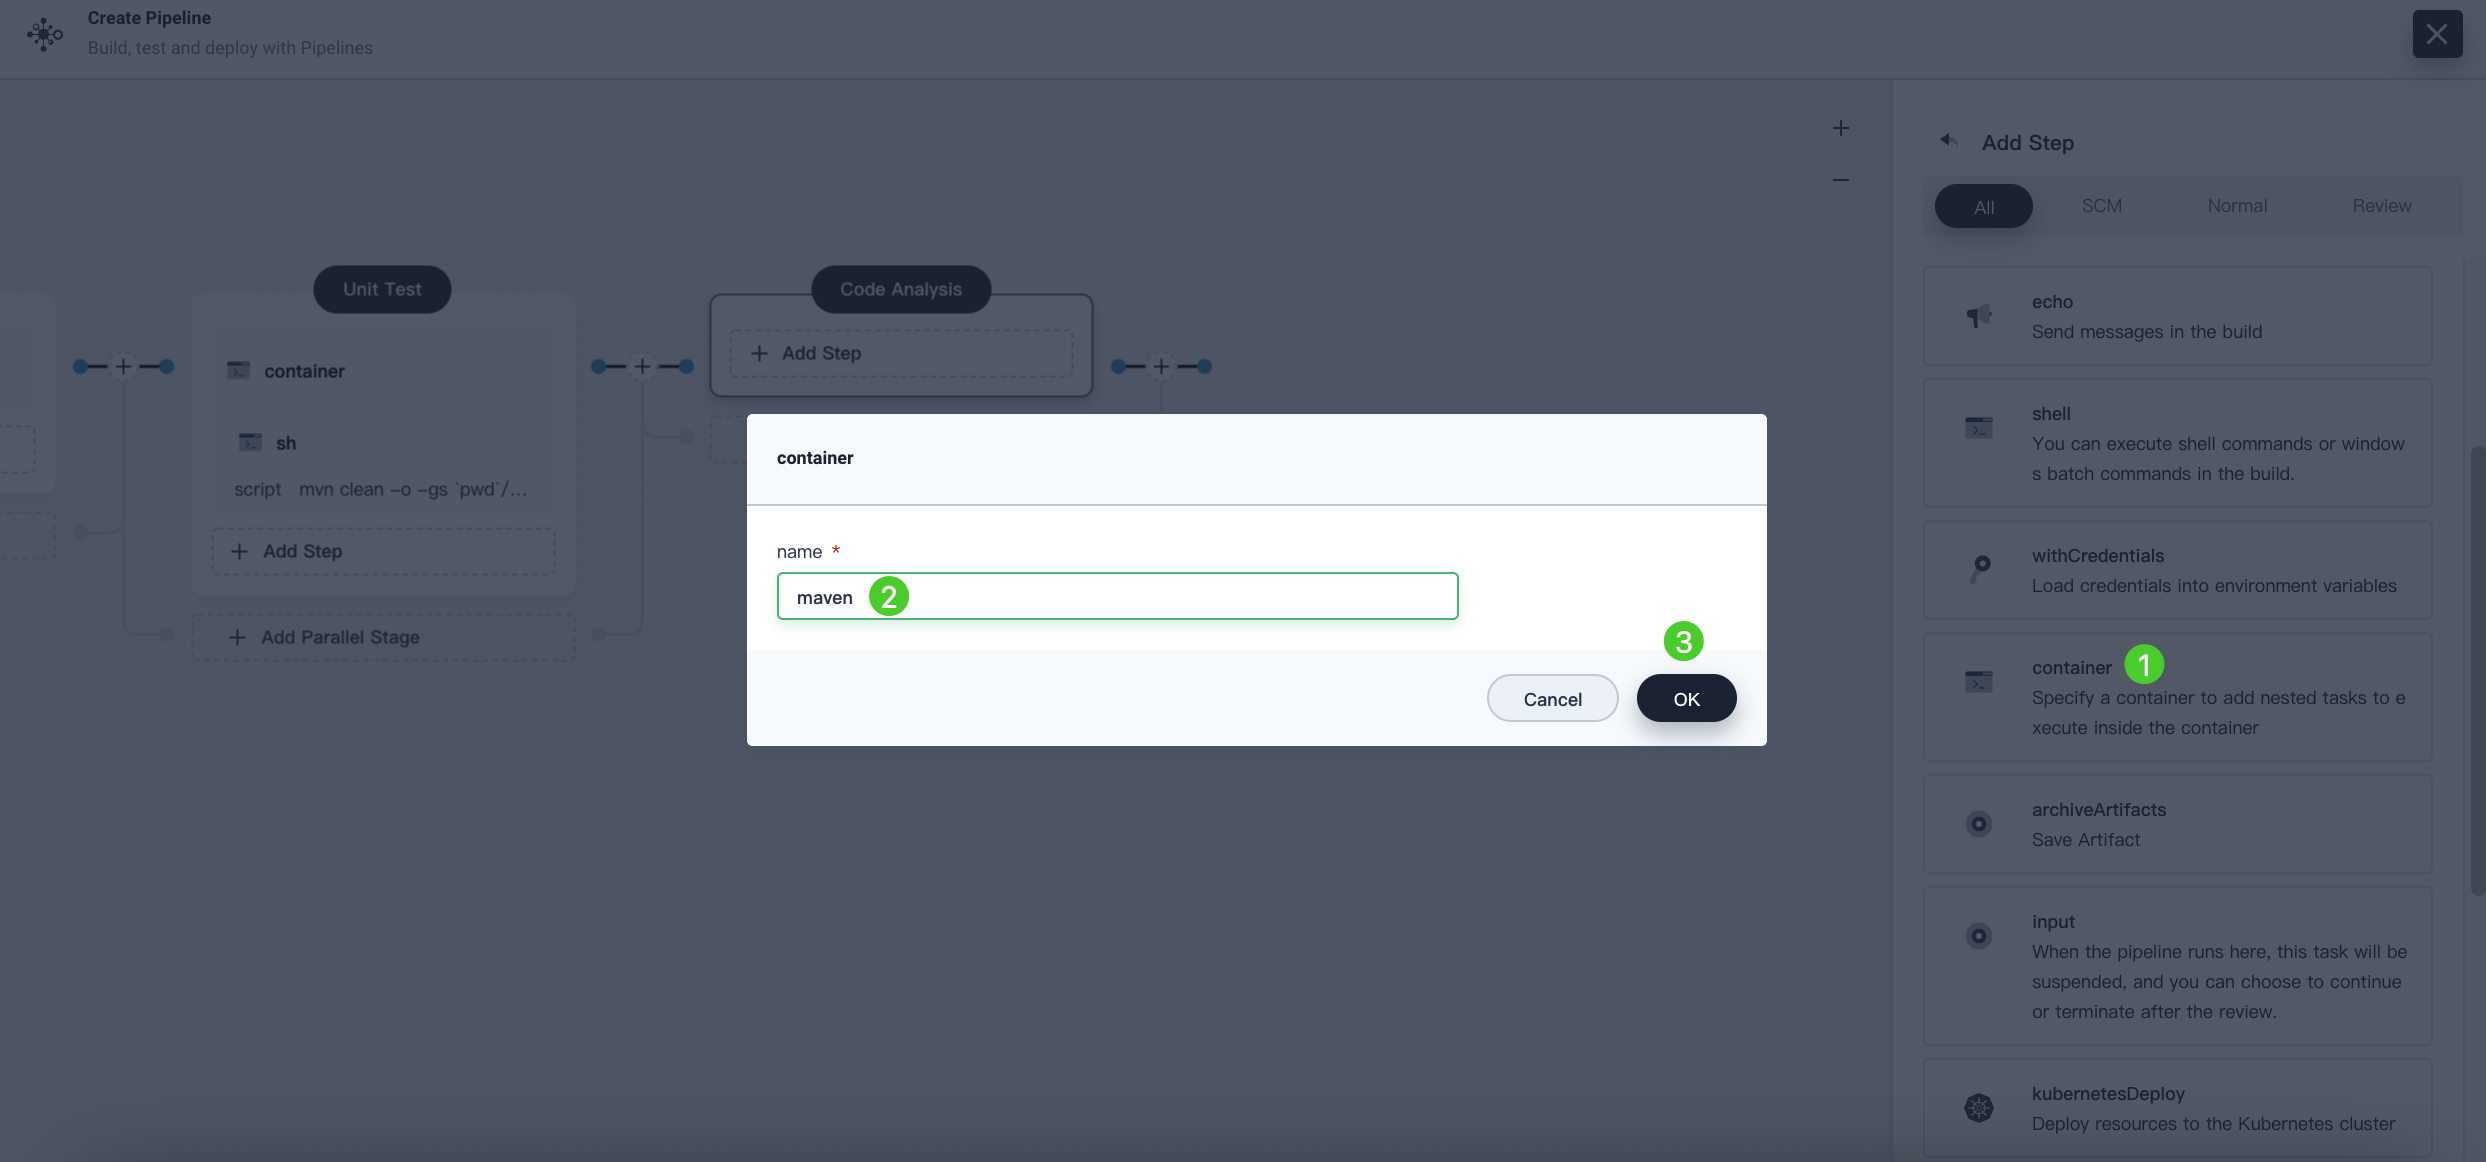 Create Pipeline
Build, test and deploy with Pipelines
Unit Test
container
sh
script mvn clean -o -gs `pwd`/...
Add Step
Add Parallel Stage
Code Analysis
Add Step
container
name *
maven 2
3
Cancel
OK
Add Step
All
SCM
Normal
Review
echo
Send messages in the build
shell
You can execute shell commands or window
s batch commands in the build.
withCredentials
Load credentials into environment variables
container 1
Specify a container to add nested tasks to e
xecute inside the container
archiveArtifacts
Save Artifact
input
When the pipeline runs here, this task will be
suspended, and you can choose to continue
or terminate after the review.
kubernetesDeploy
Deploy resources to the Kubernetes cluster